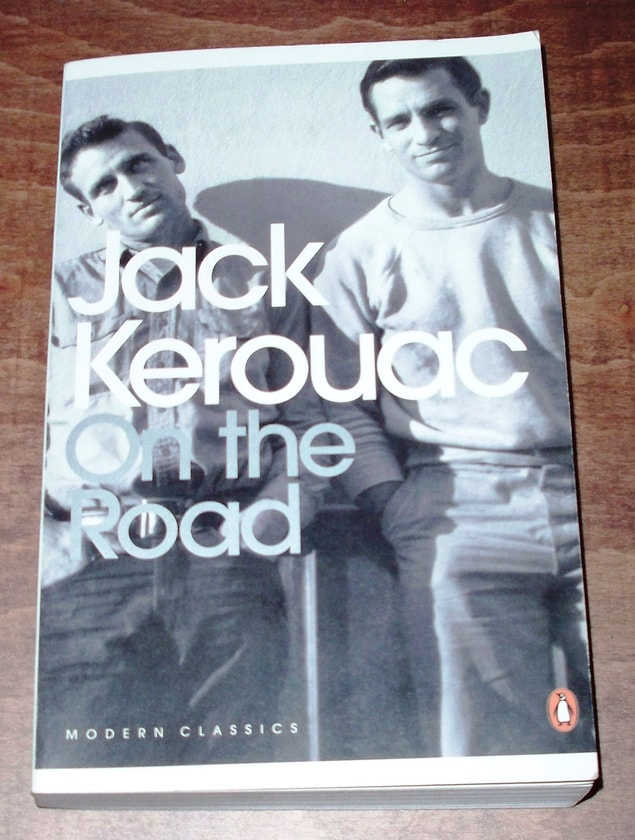 Jack
Kerouac
On the
Road
MODERN CLASSICS